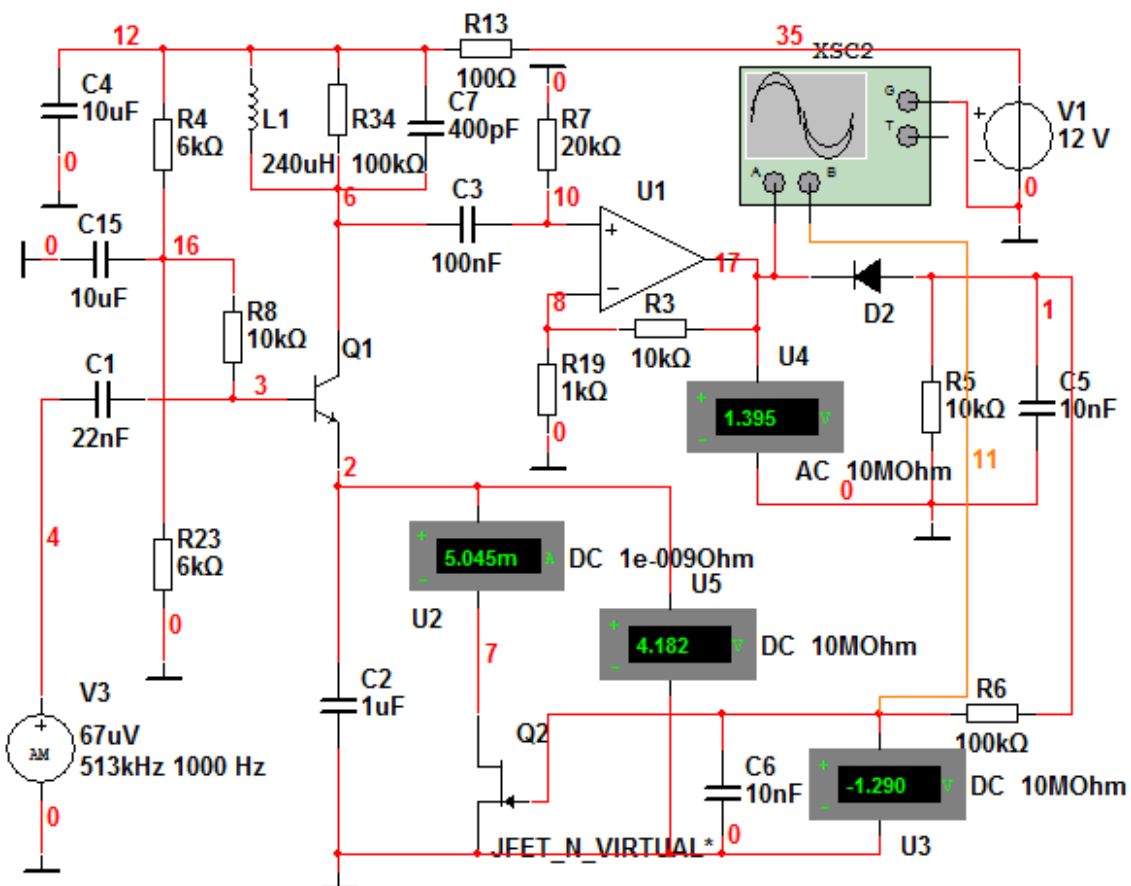 12
R13
100Ω
35
XSC2
C4
10uF
0
R4
6kΩ
L1
240uH
R34
100kΩ
C7
400pF
0
R7
20kΩ
G
T
A
B
V1
12 V
0
6
C3
100nF
10
U1
C15
10uF
0
16
R8
10kΩ
17
8
R3
10kΩ
D2
1
C1
22nF
3
Q1
R19
1kΩ
0
U4
1.395
V
AC 10MOhm
R5
10kΩ
C5
10nF
0
11
2
4
R23
6kΩ
0
5.045m
A
DC 1e-009Ohm
U2
U5
4.182
V
DC 10MOhm
7
V3
AM
67uV
513kHz 1000 Hz
0
C2
1uF
Q2
JFET_N_VIRTUAL*
C6
10nF
0
R6
100kΩ
-1.290
V
DC 10MOhm
U3